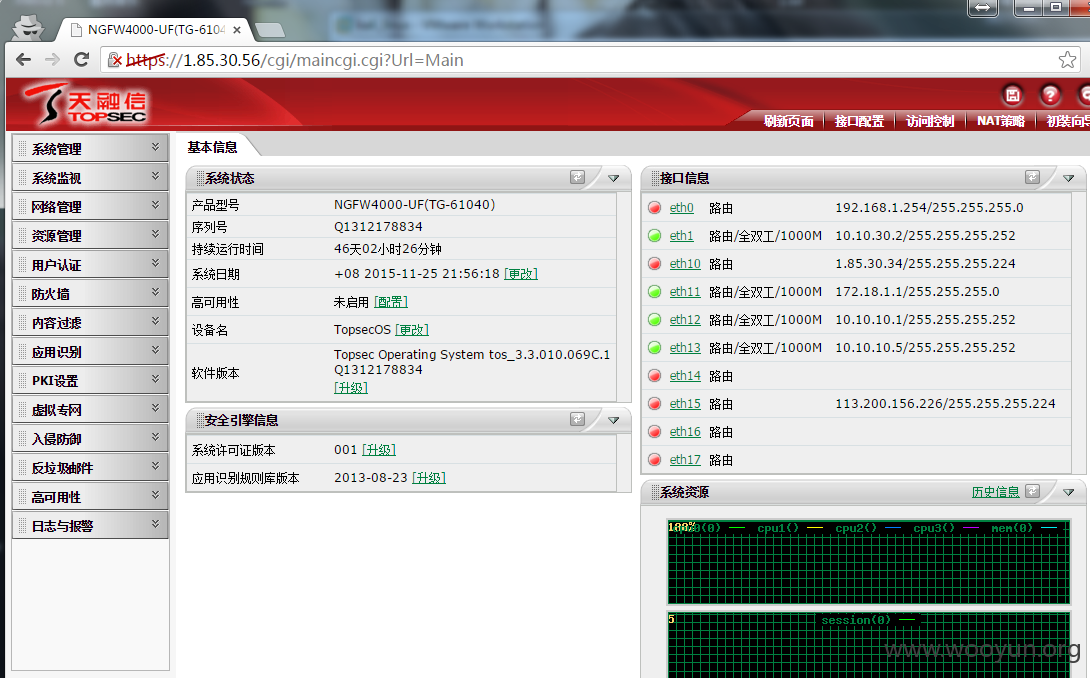 NGFW4000-UF(TG-6104
https://1.85.30.56/cgi/maincgi.cgi?Url=Main
天融信
TOPSEC
刷新页面 接口配置 访问控制 NAT策略 初装向导
系统管理
系统监视
网络管理
资源管理
用户认证
防火墙
内容过滤
应用识别
PKI设置
虚拟专网
入侵防御
反垃圾邮件
高可用性
日志与报警
基本信息
系统状态
产品型号 NGFW4000-UF(TG-61040)
序列号 Q1312178834
持续运行时间 46天02小时26分钟
系统日期 +08 2015-11-25 21:56:18 [更改]
高可用性 未启用 [配置]
设备名 TopsecOS [更改]
软件版本 Topsec Operating System tos_3.3.010.069C.1
Q1312178834
[升级]
安全引擎信息
系统许可证版本 001 [升级]
应用识别规则库版本 2013-08-23 [升级]
接口信息
eth0 路由 192.168.1.254/255.255.255.0
eth1 路由/全双工/1000M 10.10.30.2/255.255.255.252
eth10 路由 1.85.30.34/255.255.255.224
eth11 路由/全双工/1000M 172.18.1.1/255.255.255.0
eth12 路由/全双工/1000M 10.10.10.1/255.255.255.252
eth13 路由/全双工/1000M 10.10.10.5/255.255.255.252
eth14 路由
eth15 路由 113.200.156.226/255.255.255.224
eth16 路由
eth17 路由
系统资源 历史信息
100% (0) cpu1() cpu2() cpu3() mem(0)
5 session(0)
www.wooyun.org